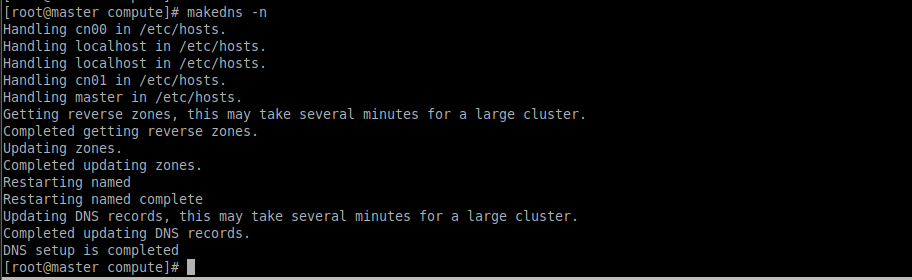 [root@master compute]# makedns -n
Handling cn00 in /etc/hosts.
Handling localhost in /etc/hosts.
Handling localhost in /etc/hosts.
Handling cn01 in /etc/hosts.
Handling master in /etc/hosts.
Getting reverse zones, this may take several minutes for a large cluster.
Completed getting reverse zones.
Updating zones.
Completed updating zones.
Restarting named
Restarting named complete
Updating DNS records, this may take several minutes for a large cluster.
Completed updating DNS records.
DNS setup is completed
[root@master compute]#